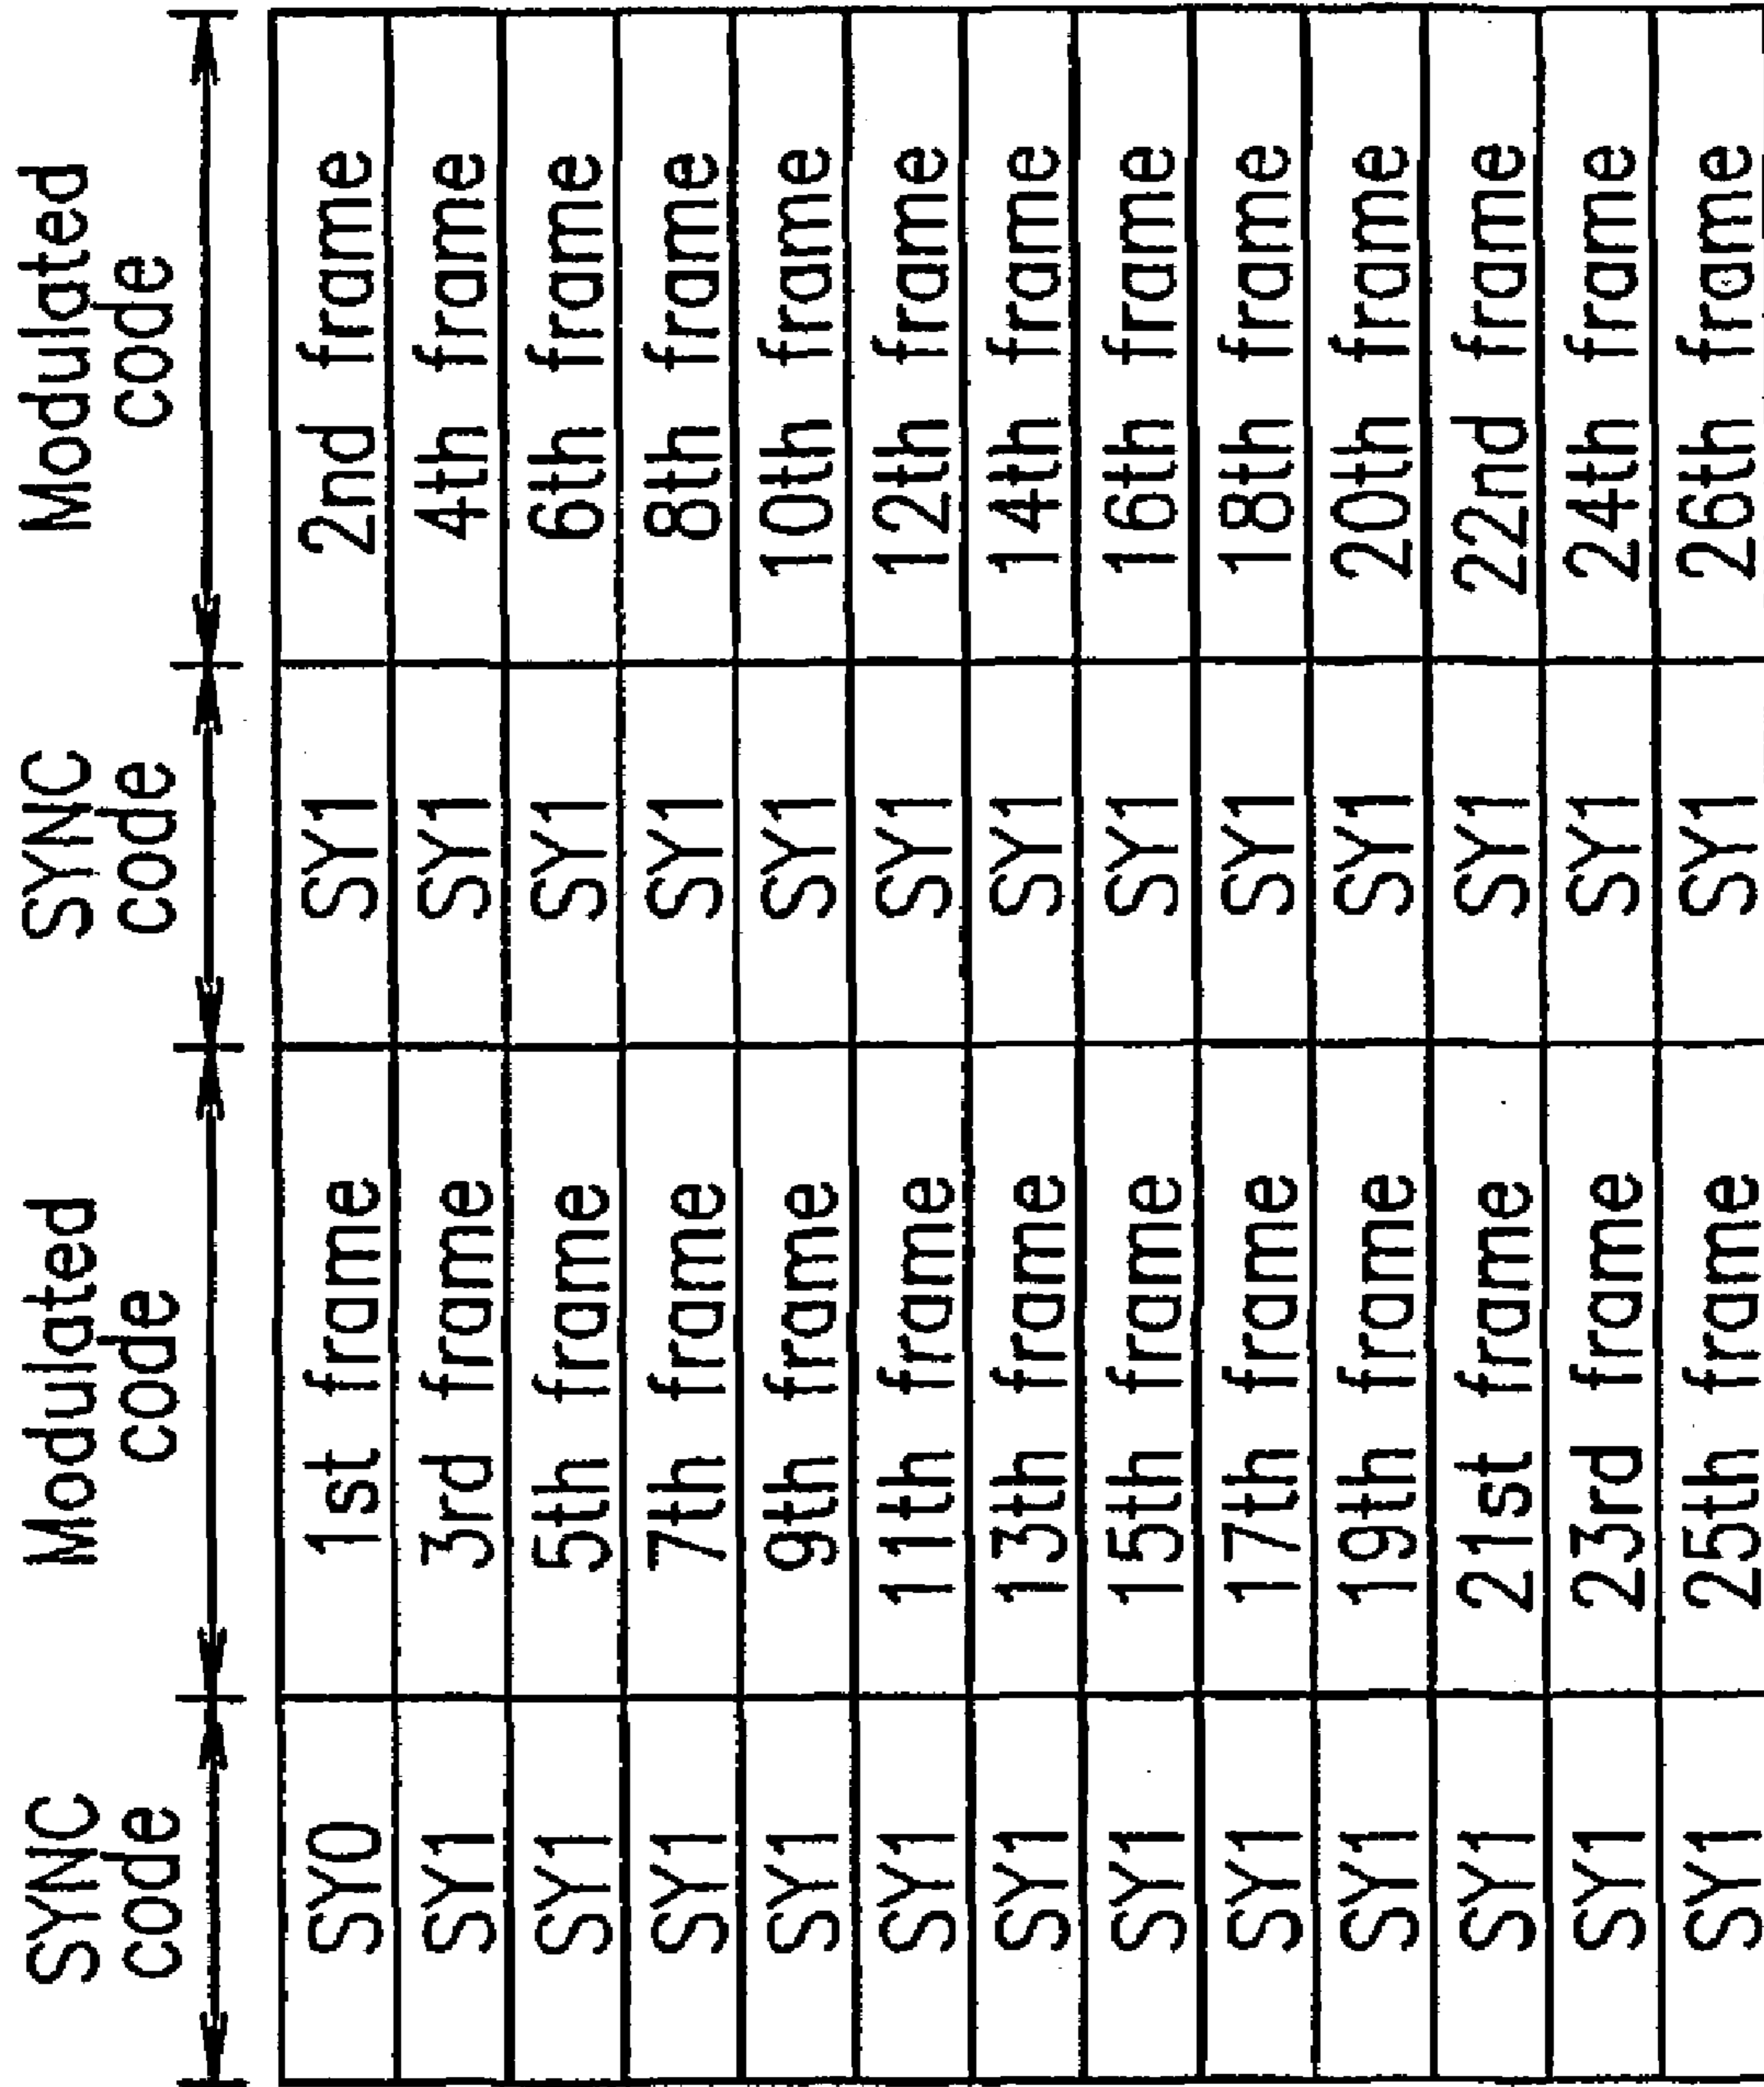 SYNC code Modulated code SYNC code Modulated code
SY0 1st frame SY1 2nd frame
SY1 3rd frame SY1 4th frame
SY1 5th frame SY1 6th frame
SY1 7th frame SY1 8th frame
SY1 9th frame SY1 10th frame
SY1 11th frame SY1 12th frame
SY1 13th frame SY1 14th frame
SY1 15th frame SY1 16th frame
SY1 17th frame SY1 18th frame
SY1 19th frame SY1 20th frame
SY1 21st frame SY1 22nd frame
SY1 23rd frame SY1 24th frame
SY1 25th frame SY1 26th frame